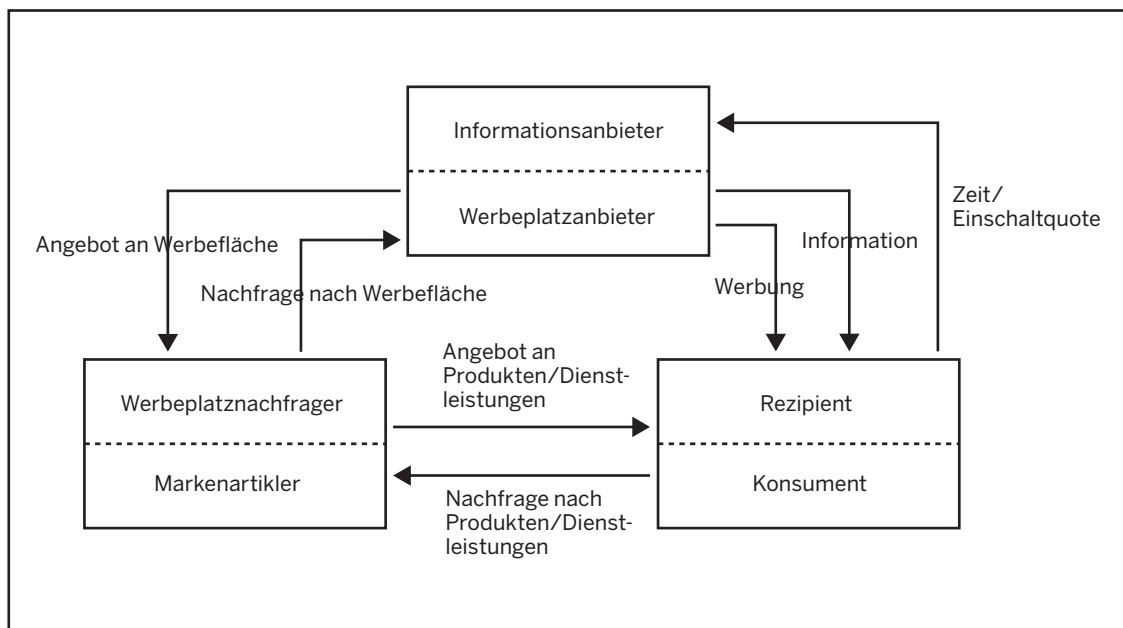 Informationsanbieter
Werbeplatzanbieter
Zeit/
Einschaltquote
Angebot an Werbefläche
Information
Nachfrage nach Werbefläche
Werbung
Angebot an
Produkten/Dienst-
leistungen
Werbeplatznachfrager
Rezipient
Markenartikler
Konsument
Nachfrage nach
Produkten/Dienst-
leistungen